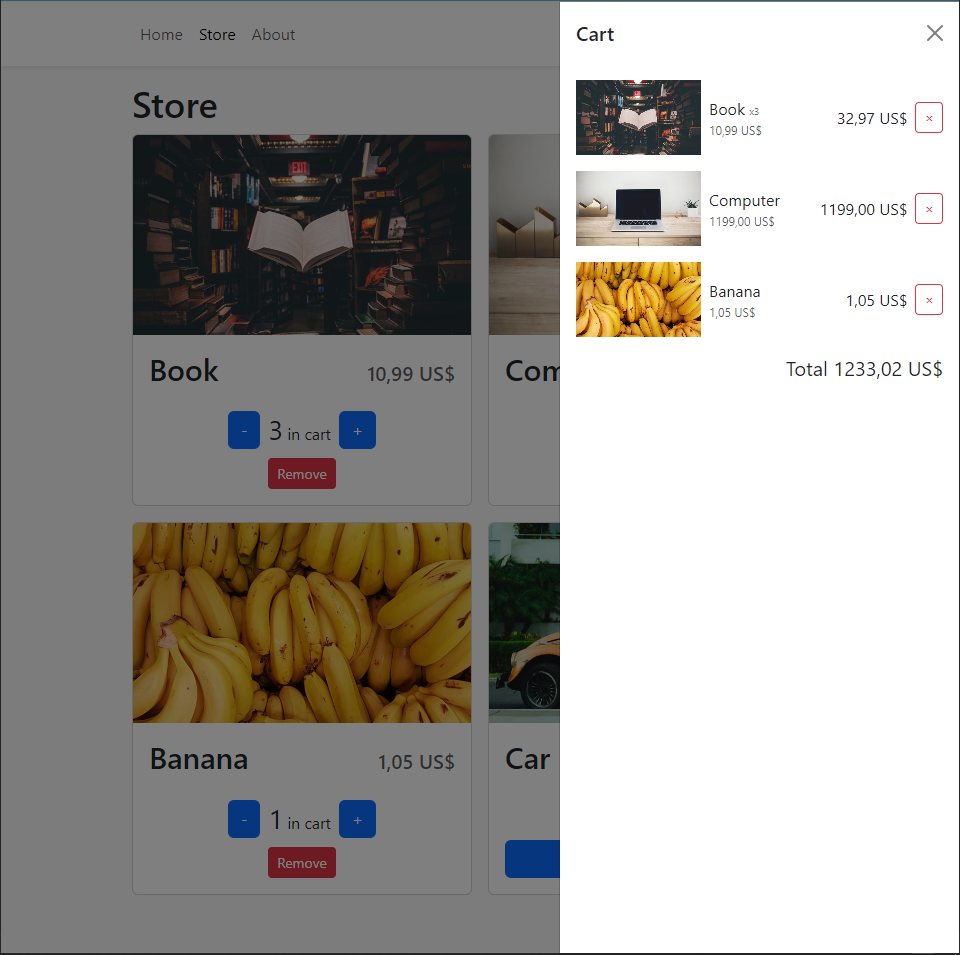 Home Store About
Store
EXIT
Book 10,99 US$
- 3 in cart +
Remove
Com
Banana 1,05 US$
- 1 in cart +
Remove
Car
Cart
Book x3
10,99 US$
32,97 US$ ×
Computer
1199,00 US$
1199,00 US$ ×
Banana
1,05 US$
1,05 US$ ×
Total 1233,02 US$